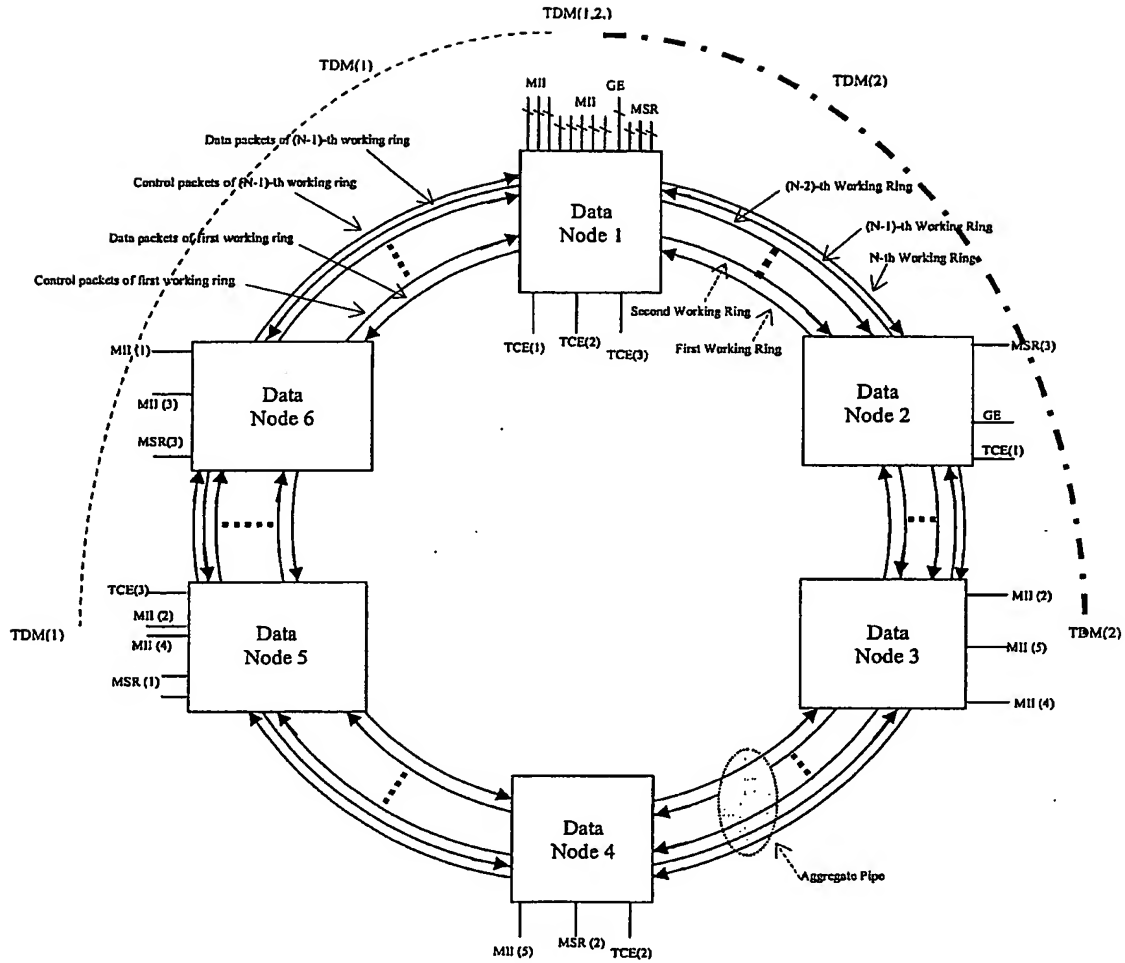 TDM(1,2,)
TDM(1)
TDM(2)
MII
GE
MII
MSR
Data packets of (N-1)-th working ring
Control packets of (N-1)-th working ring
Data packets of first working ring
Control packets of first working ring
Data
Node 1
(N-2)-th Working Ring
(N-1)-th Working Ring
N-th Working Ring
Second Working Ring
First Working Ring
TCE(1)
TCE(2)
TCE(3)
MII(1)
MII(3)
MSR(3)
Data
Node 6
Data
Node 2
MSR(3)
GE
TCE(1)
TDM(1)
TCE(3)
MII(2)
MII(4)
MSR (1)
Data
Node 5
Data
Node 3
MII(2)
MII(5)
MII(4)
TDM(2)
Data
Node 4
Aggregate Pipe
MII(5)
MSR (2)
TCE(2)